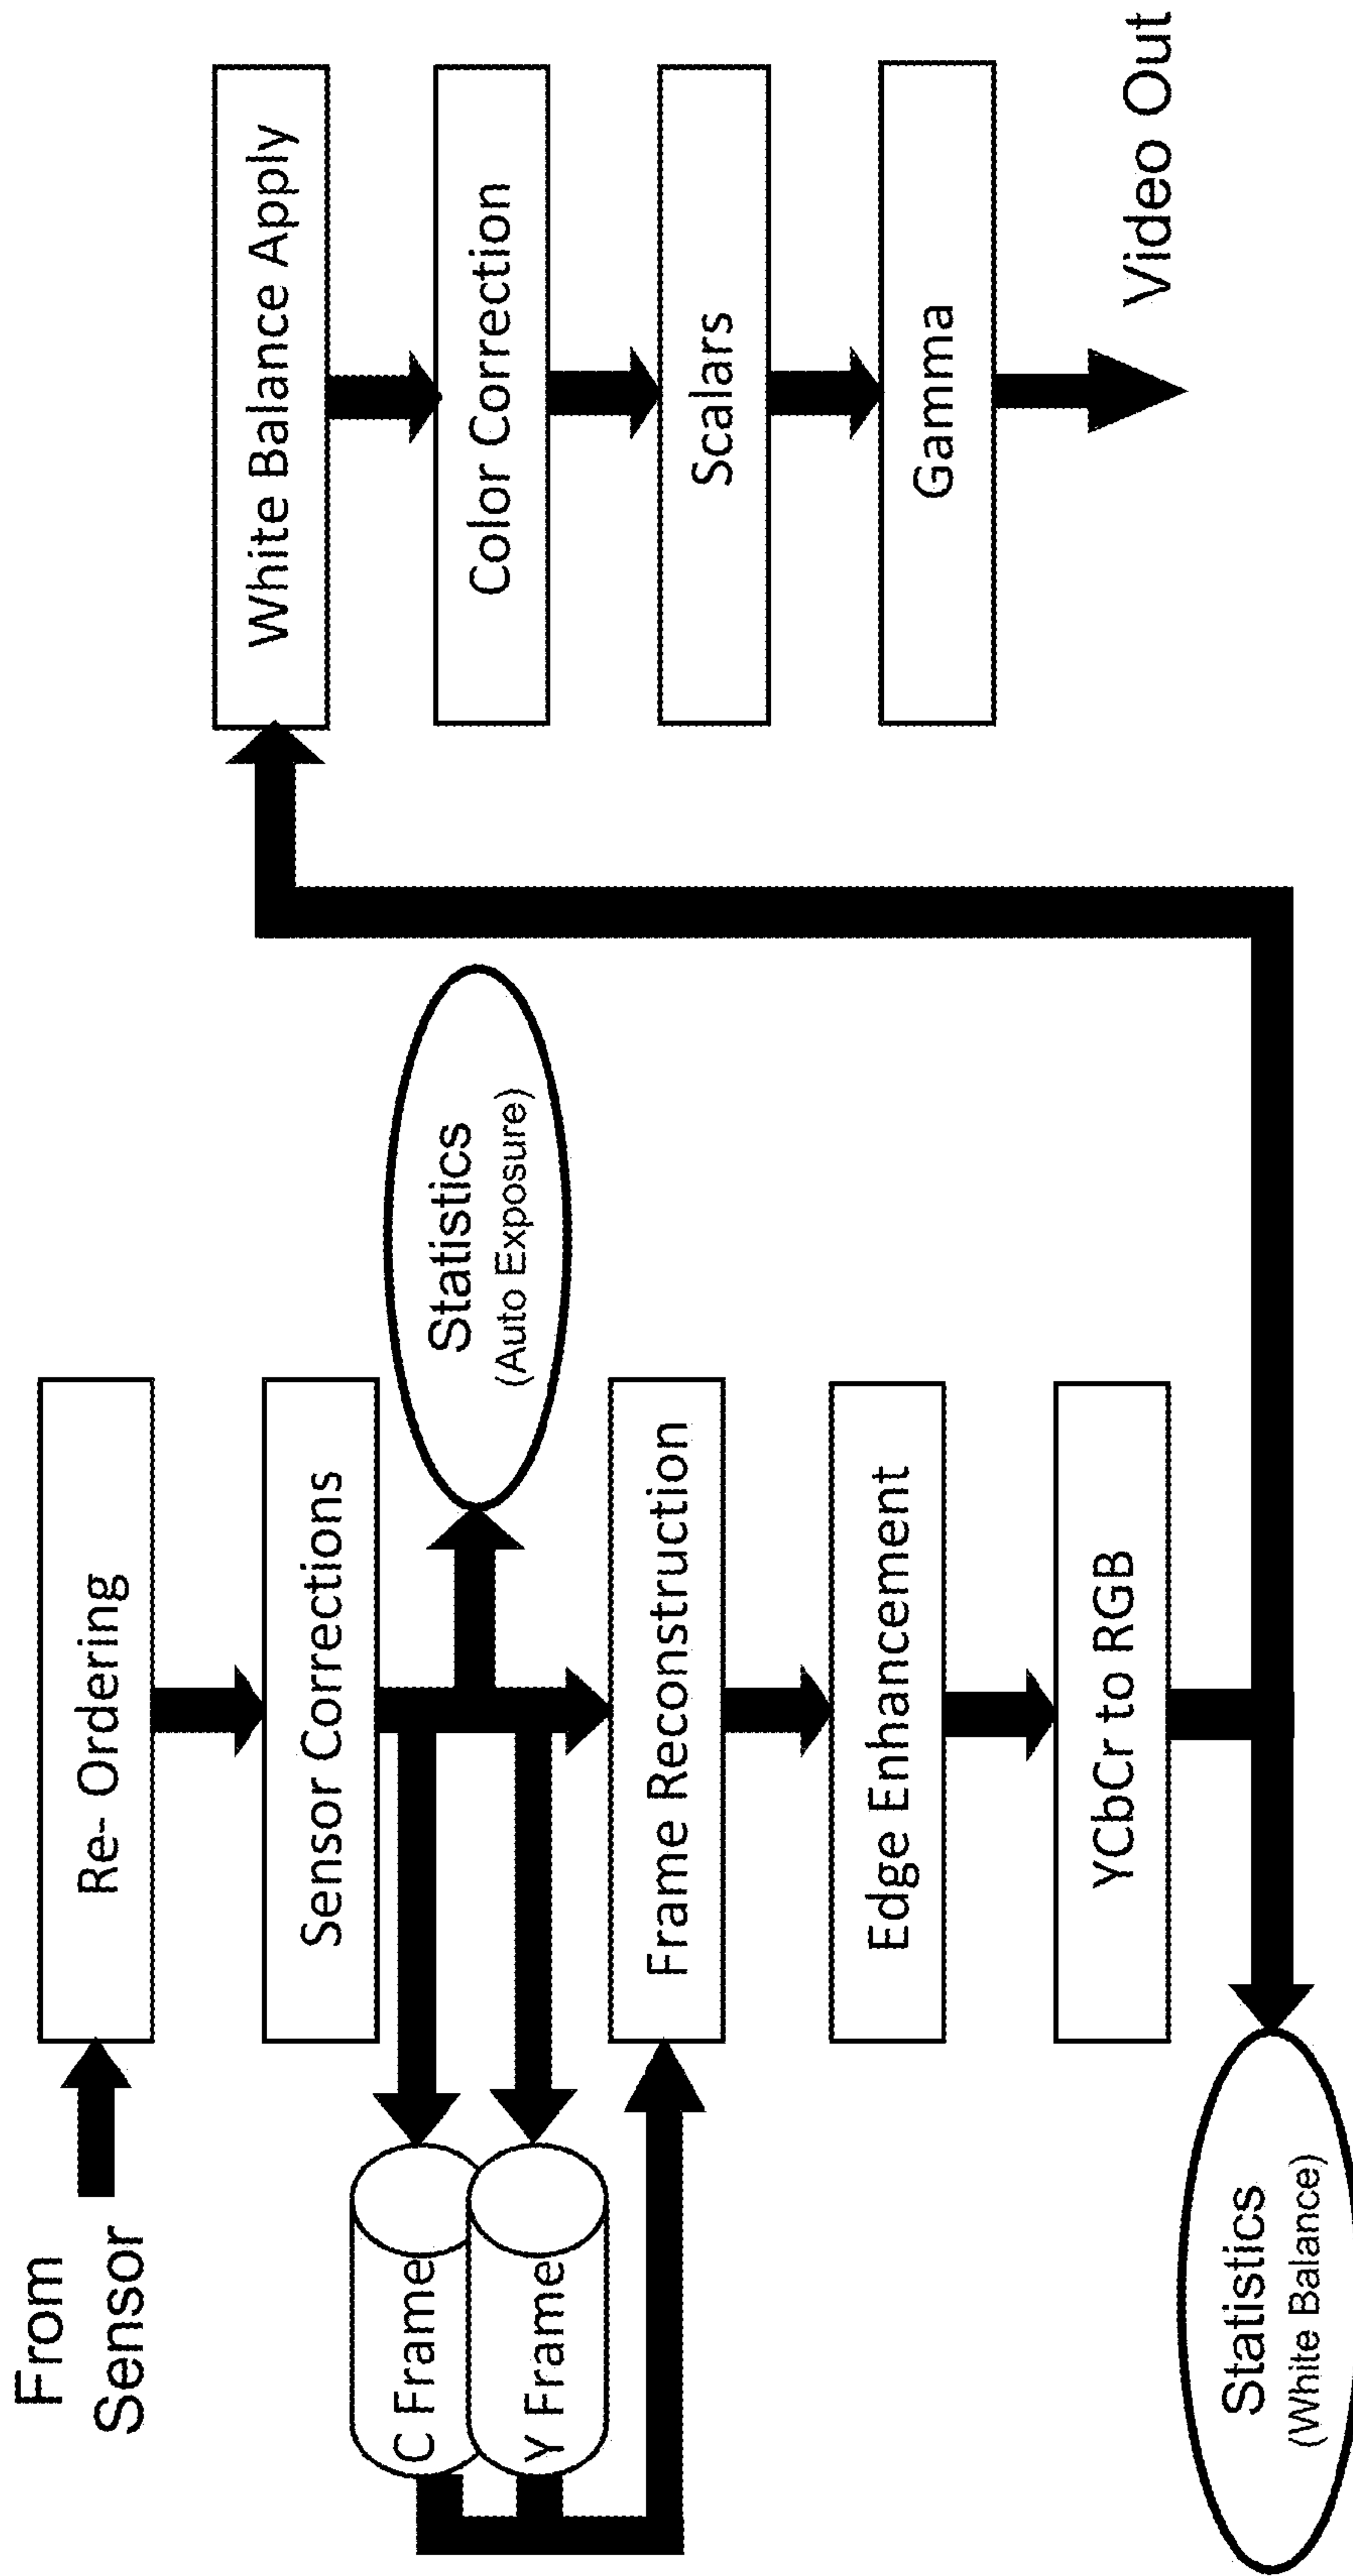 From
Sensor
Re- Ordering
Sensor Corrections
C Frame
Y Frame
Statistics
(Auto Exposure)
Frame Reconstruction
Edge Enhancement
YCbCr to RGB
Statistics
(White Balance)
White Balance Apply
Color Correction
Scalars
Gamma
Video Out